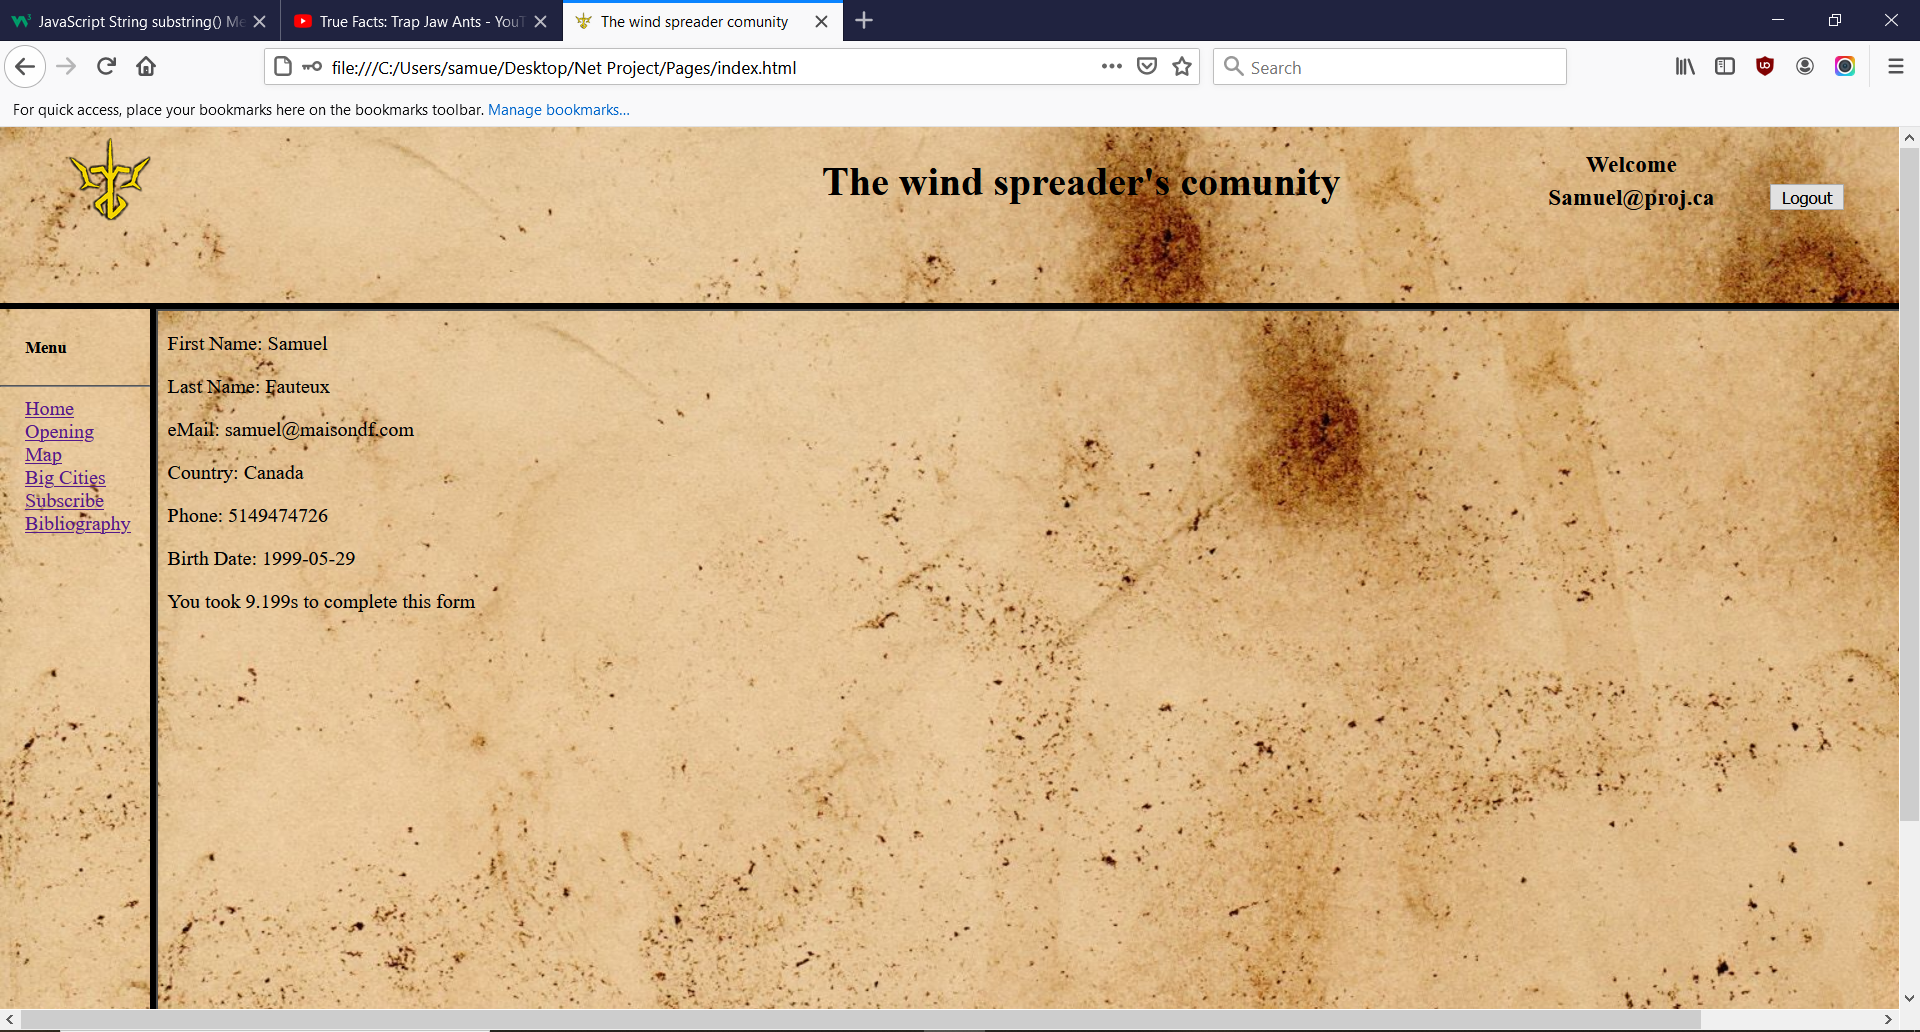 JavaScript String substring() Me
True Facts: Trap Jaw Ants - YouT
The wind spreader comunity
file:///C:/Users/samue/Desktop/Net Project/Pages/index.html
Search
For quick access, place your bookmarks here on the bookmarks toolbar. Manage bookmarks...
The wind spreader's comunity
Welcome
Samuel@proj.ca
Logout
Menu
Home
Opening
Map
Big Cities
Subscribe
Bibliography
First Name: Samuel
Last Name: Fauteux
eMail: samuel@maisondf.com
Country: Canada
Phone: 5149474726
Birth Date: 1999-05-29
You took 9.199s to complete this form